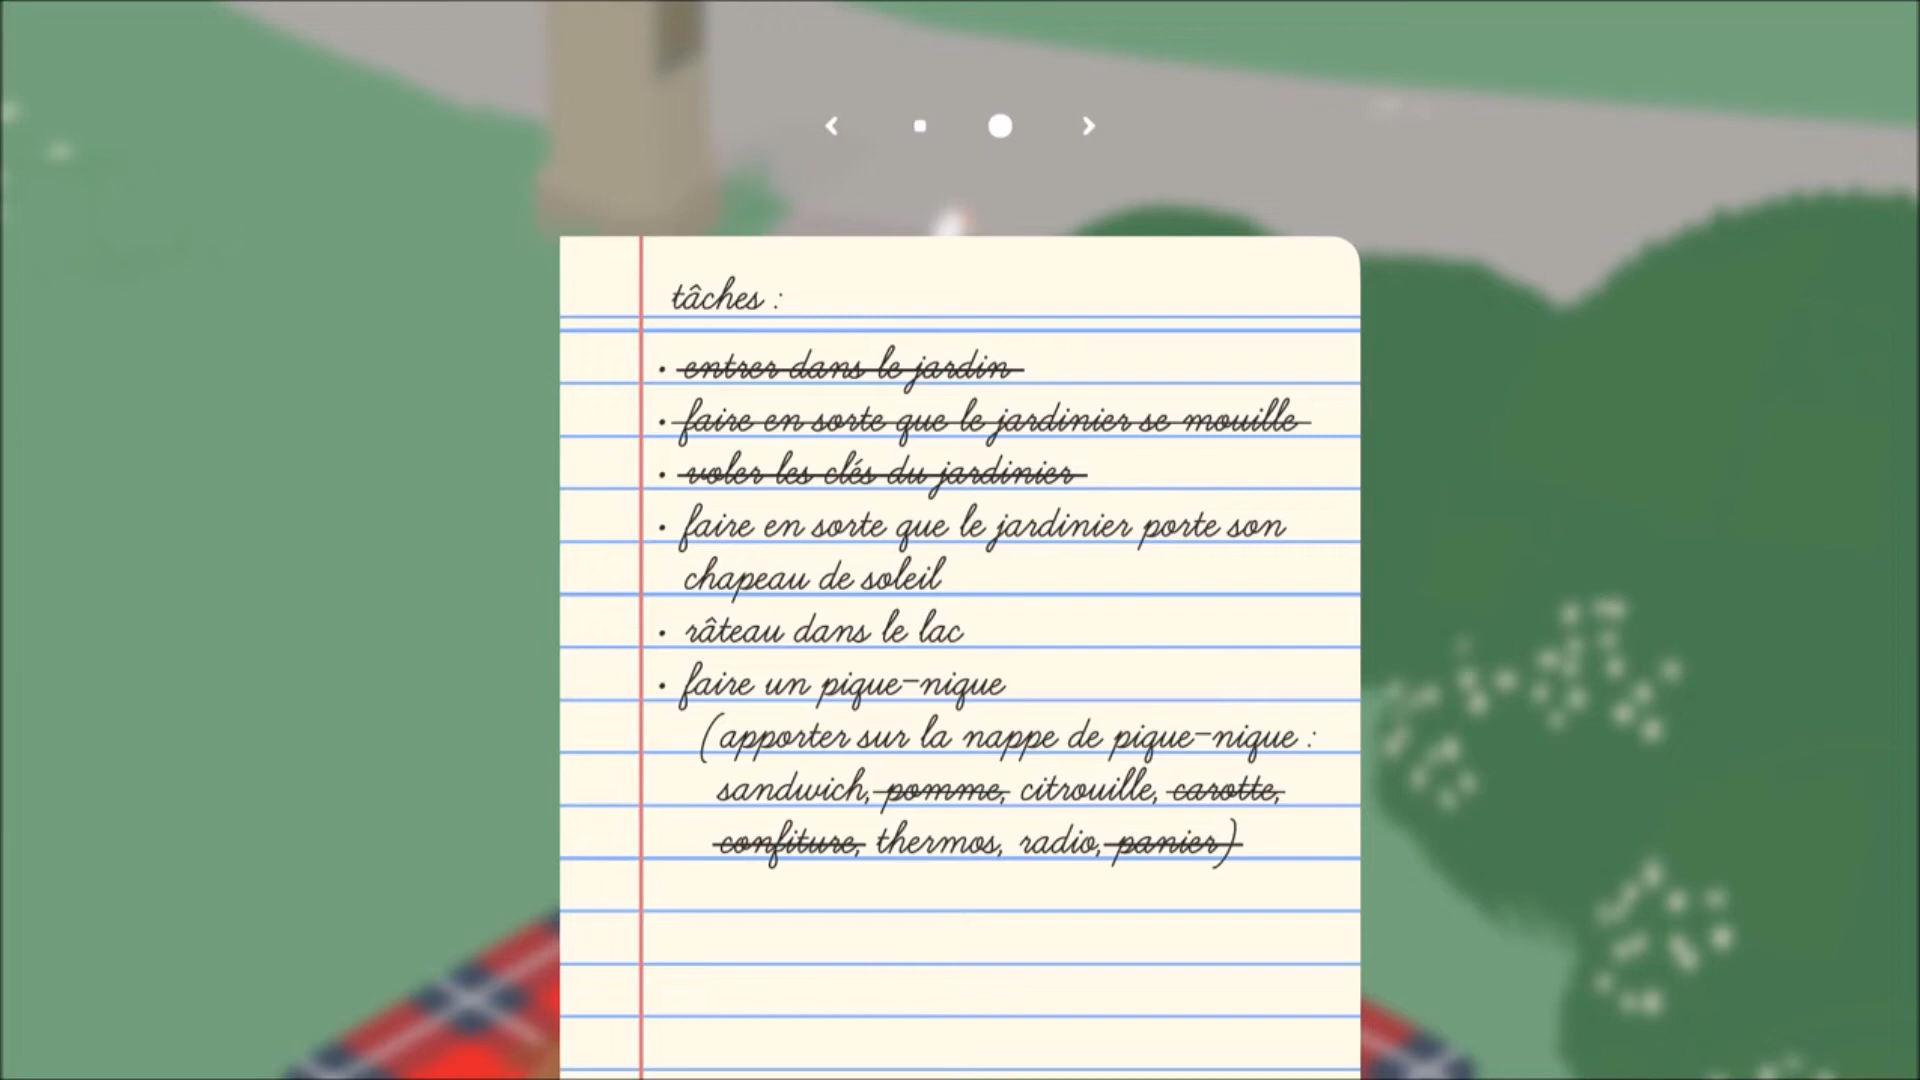 tâches :
• entrer dans le jardin
• faire en sorte que le jardinier se mouille
• voler les clés du jardinier
• faire en sorte que le jardinier porte son
chapeau de soleil
• râteau dans le lac
• faire un pique-nique
(apporter sur la nappe de pique-nique :
sandwich, pomme, citrouille, carotte,
confiture, thermos, radio, panier)